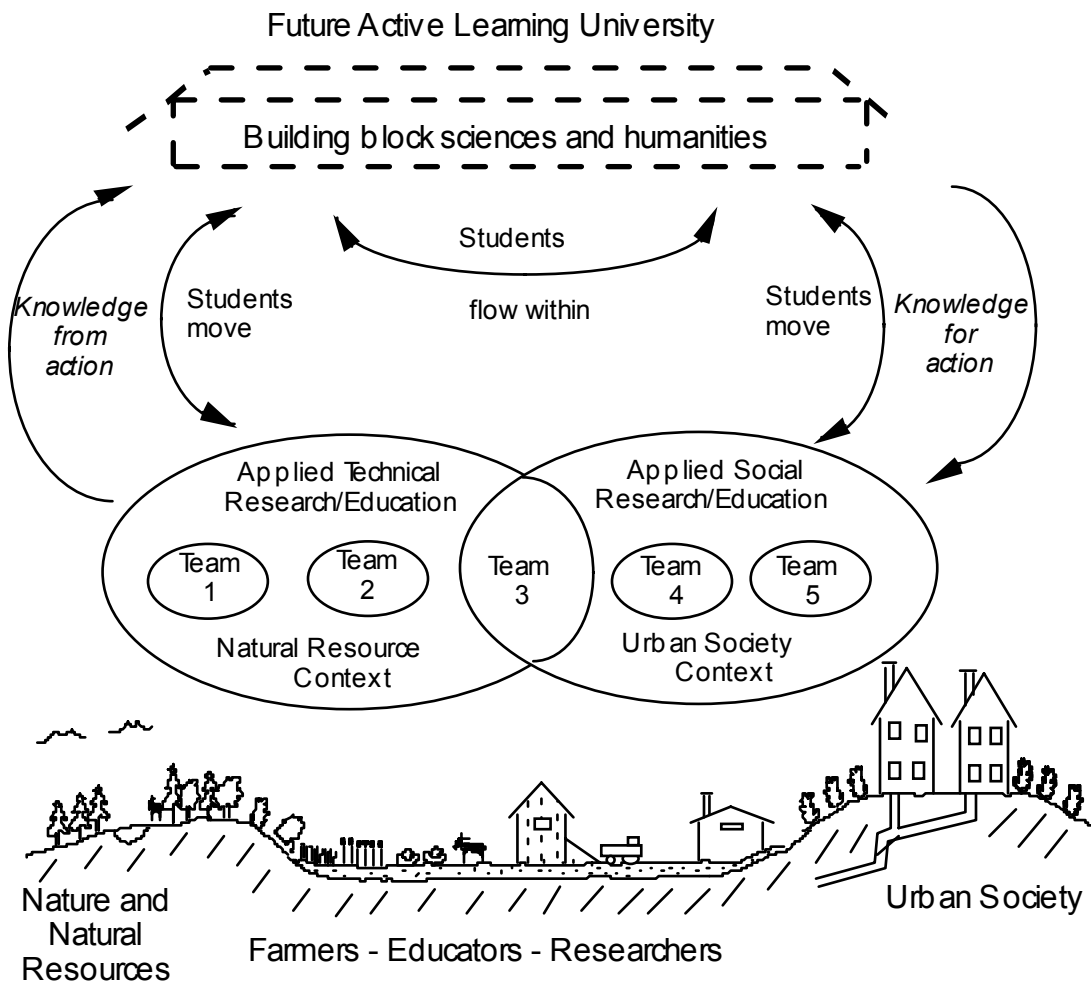 Future Active Learning University
Building block sciences and humanities
Students
flow within
Knowledge
from
action
Students
move
Students
move
Knowledge
for
action
Applied Technical
Research/Education
Applied Social
Research/Education
Team
1
Team
2
Team
3
Team
4
Team
5
Natural Resource
Context
Urban Society
Context
Nature and
Natural
Resources
Farmers - Educators - Researchers
Urban Society